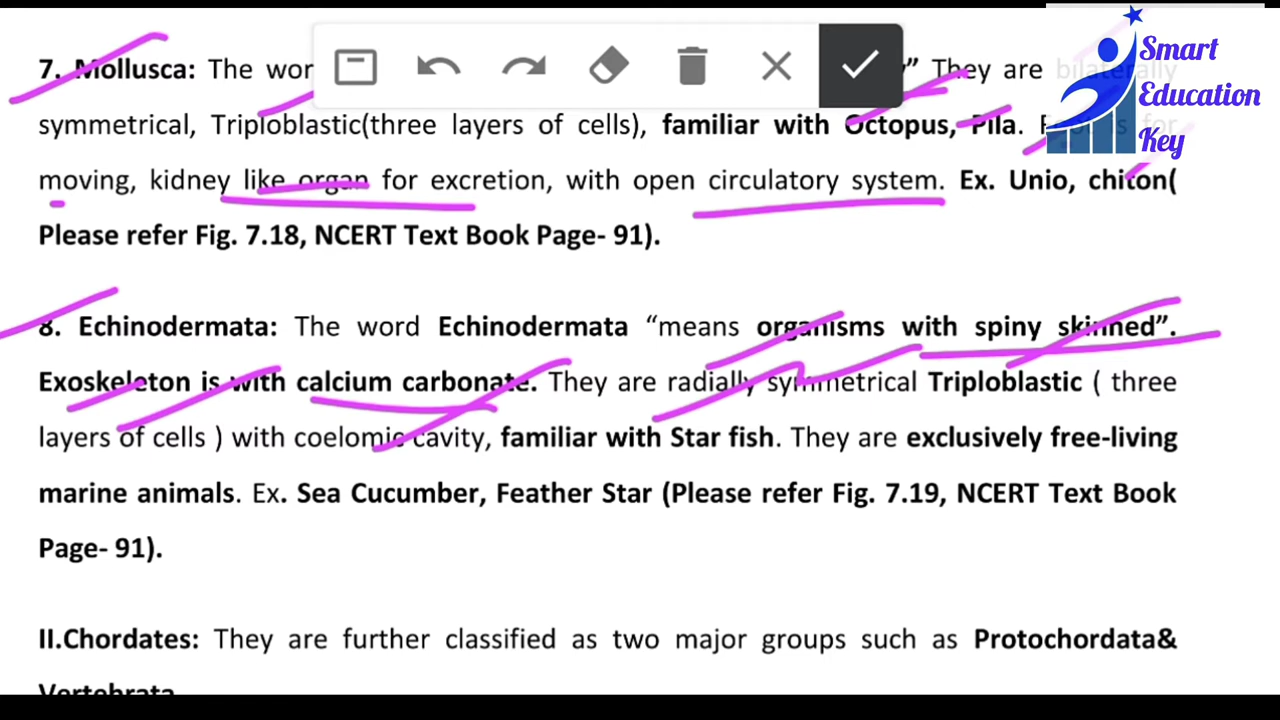 7. Mollusca: The wor ” They are bilaterally
symmetrical, Triploblastic(three layers of cells), familiar with Octopus, Pila. Foot is for
moving, kidney like organ for excretion, with open circulatory system. Ex. Unio, chiton(
Please refer Fig. 7.18, NCERT Text Book Page- 91).
8. Echinodermata: The word Echinodermata “means organisms with spiny skinned”.
Exoskeleton is with calcium carbonate. They are radially symmetrical Triploblastic ( three
layers of cells ) with coelomic cavity, familiar with Star fish. They are exclusively free-living
marine animals. Ex. Sea Cucumber, Feather Star (Please refer Fig. 7.19, NCERT Text Book
Page- 91).
II.Chordates: They are further classified as two major groups such as Protochordata&
Vertebrata
Smart
Education
Key